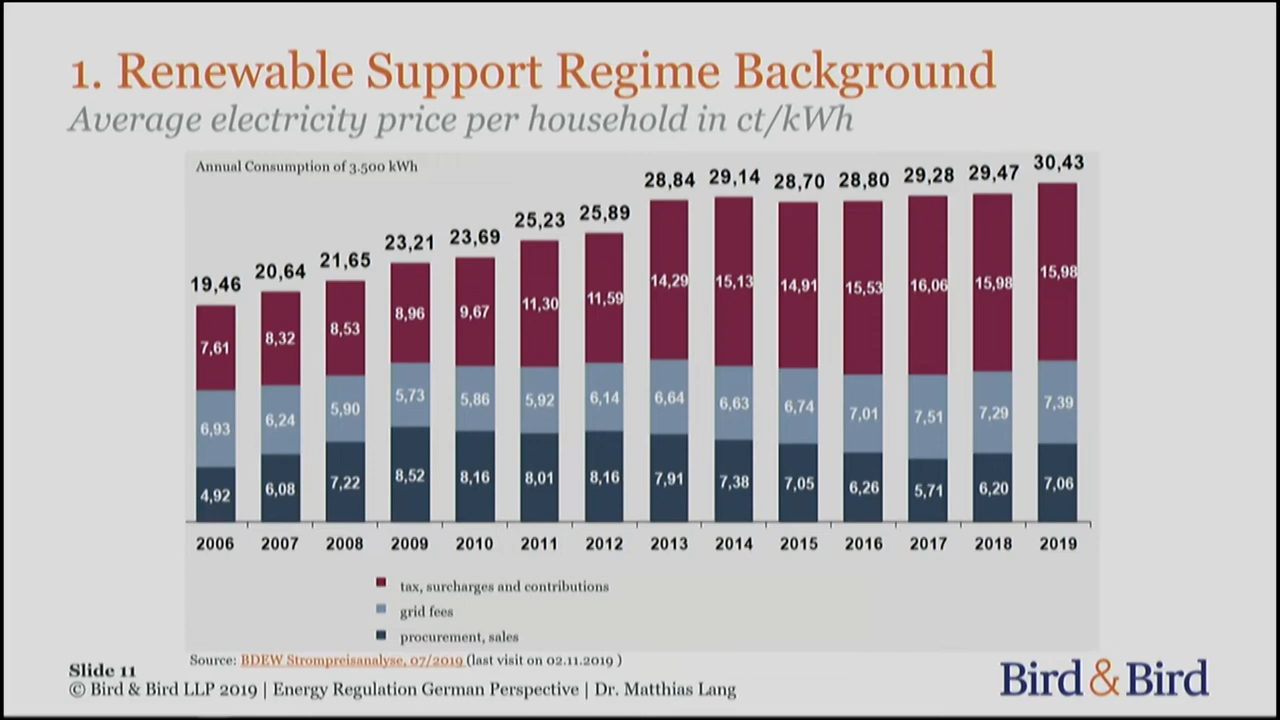 1. Renewable Support Regime Background
Average electricity price per household in ct/kWh
Annual Consumption of 3.500 kWh
19,46 20,64 21,65 23,21 23,69 25,23 25,89 28,84 29,14 28,70 28,80 29,28 29,47 30,43
7,61 8,32 8,53 8,96 9,67 11,30 11,59 14,29 15,13 14,91 15,53 16,06 15,98 15,98
6,93 6,24 5,90 5,73 5,86 5,92 6,14 6,64 6,63 6,74 7,01 7,51 7,29 7,39
4,92 6,08 7,22 8,52 8,16 8,01 8,16 7,91 7,38 7,05 6,26 5,71 6,20 7,06
2006 2007 2008 2009 2010 2011 2012 2013 2014 2015 2016 2017 2018 2019
tax, surcharges and contributions
grid fees
procurement, sales
Source: BDEW Strompreisanalyse, 07/2019 (last visit on 02.11.2019 )
Slide 11
© Bird & Bird LLP 2019 | Energy Regulation German Perspective | Dr. Matthias Lang
Bird & Bird